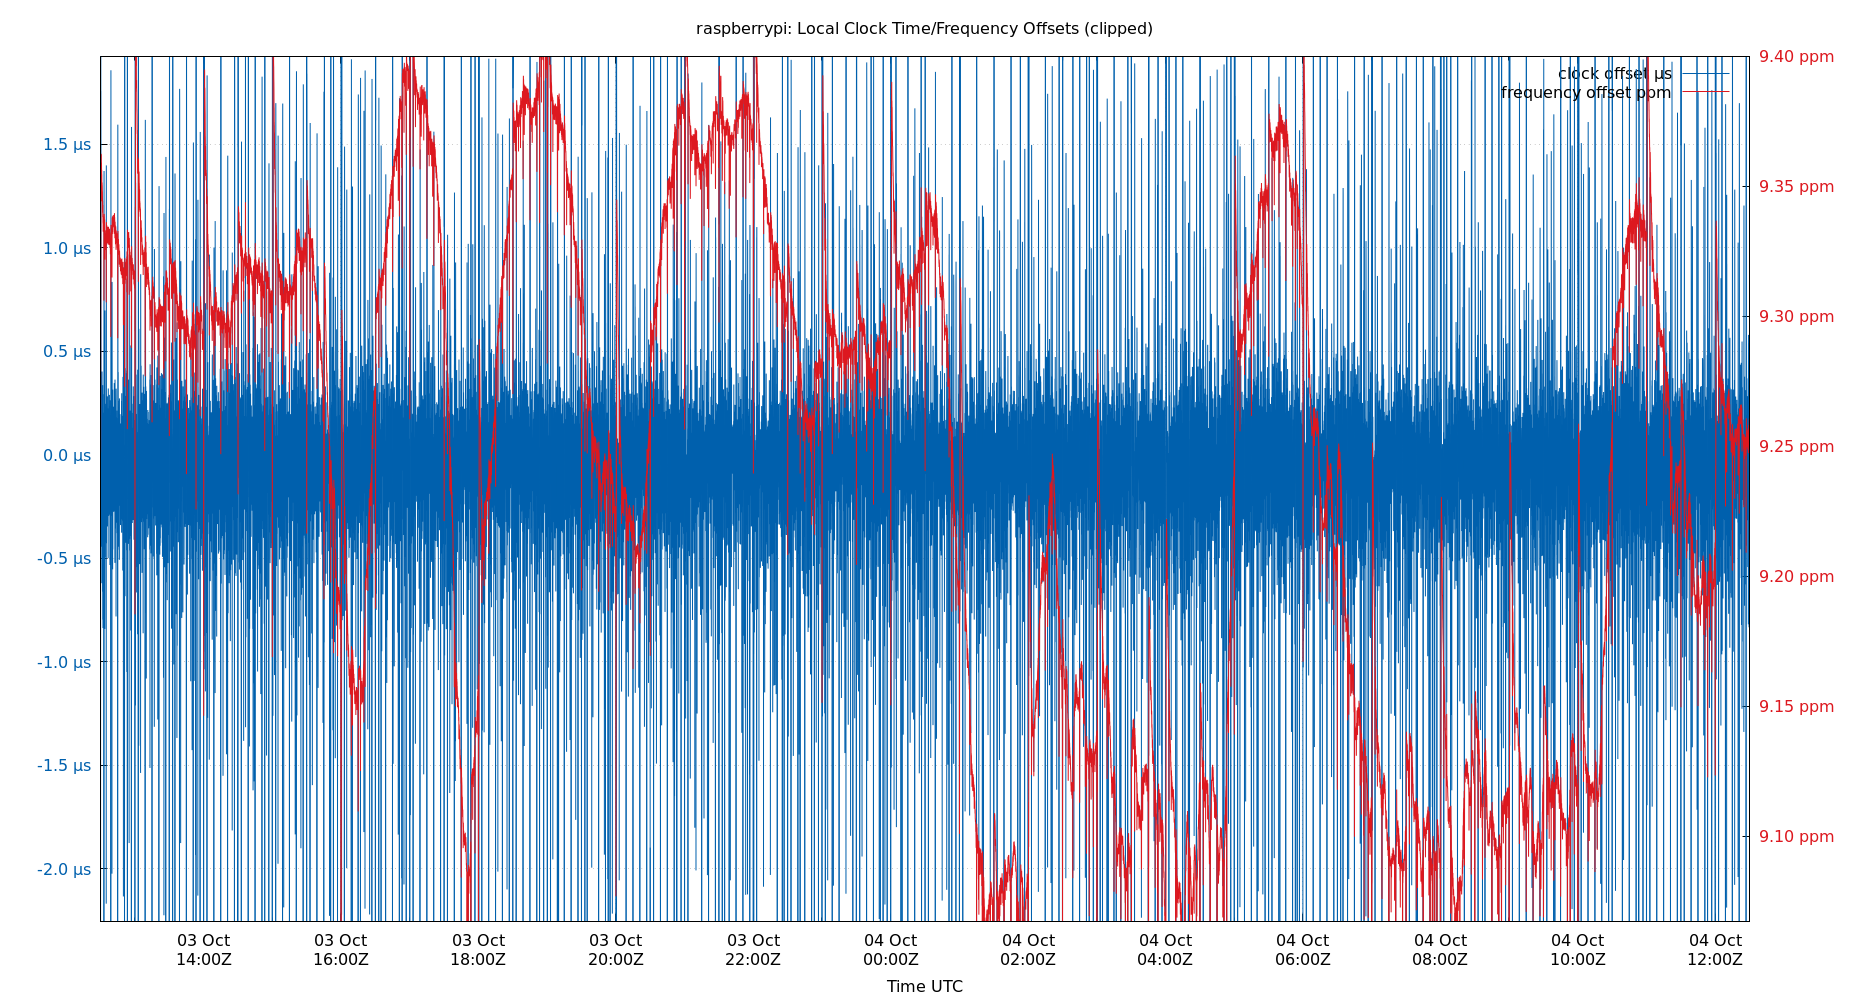 raspberrypi: Local Clock Time/Frequency Offsets (clipped)
clock offset µs
frequency offset ppm
1.5 µs
1.0 µs
0.5 µs
0.0 µs
-0.5 µs
-1.0 µs
-1.5 µs
-2.0 µs
9.40 ppm
9.35 ppm
9.30 ppm
9.25 ppm
9.20 ppm
9.15 ppm
9.10 ppm
03 Oct
14:00Z
03 Oct
16:00Z
03 Oct
18:00Z
03 Oct
20:00Z
03 Oct
22:00Z
04 Oct
00:00Z
04 Oct
02:00Z
04 Oct
04:00Z
04 Oct
06:00Z
04 Oct
08:00Z
04 Oct
10:00Z
04 Oct
12:00Z
Time UTC